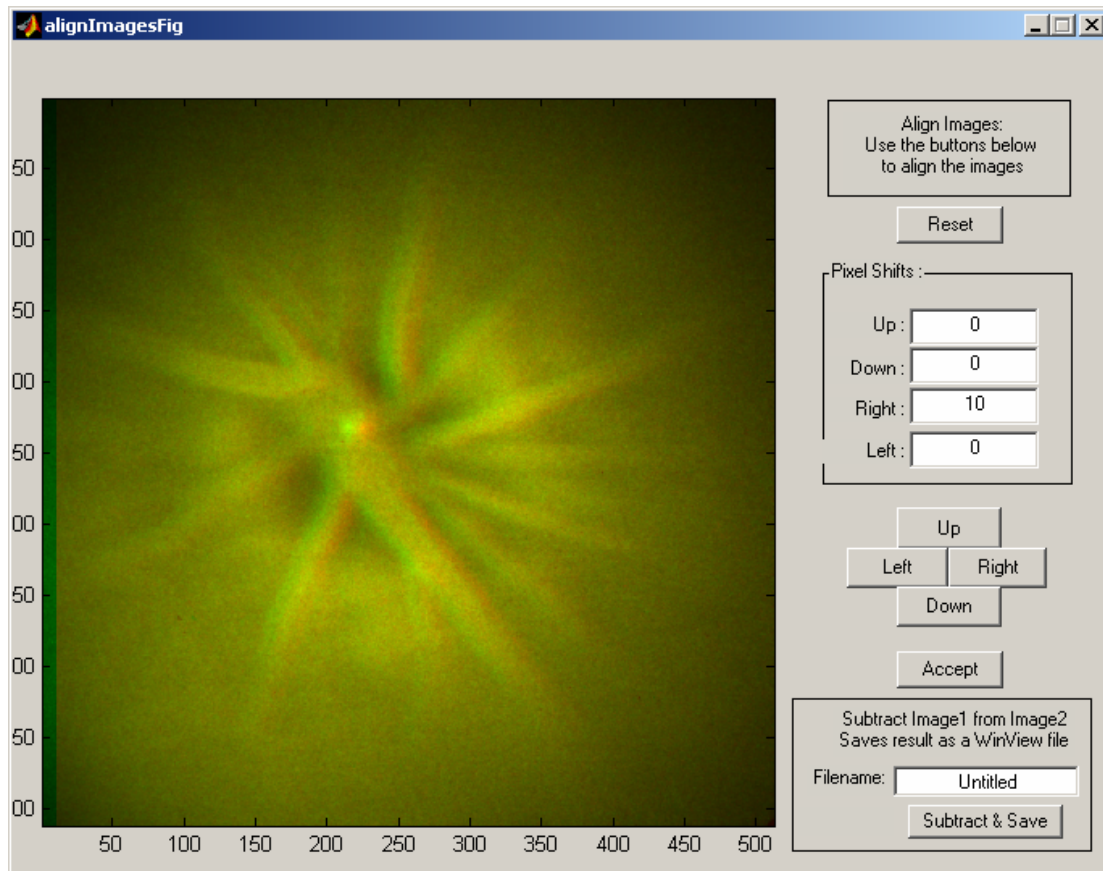 alignImagesFig
Align Images:
Use the buttons below
to align the images
Reset
Pixel Shifts :
Up : 0
Down : 0
Right : 10
Left : 0
Up
Left Right
Down
Accept
Subtract Image1 from Image2
Saves result as a WinView file
Filename: Untitled
Subtract & Save
50
00
50
00
50
00
50
00
50
00
50 100 150 200 250 300 350 400 450 500